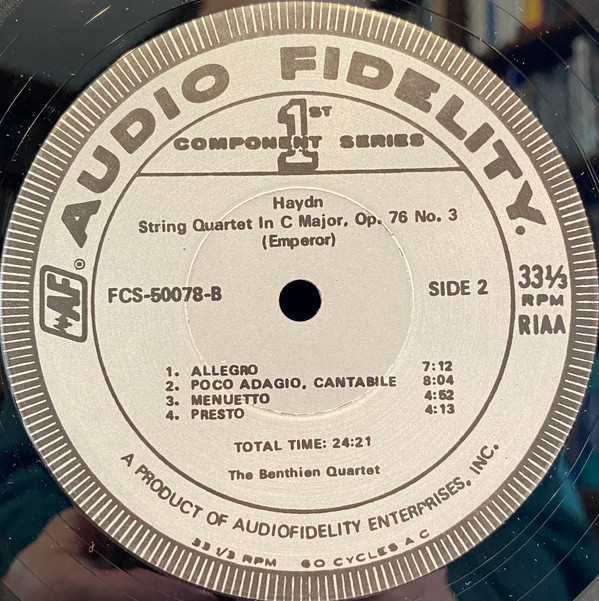 AUDIO FIDELITY.
1ST
COMPONENT SERIES
Haydn
String Quartet In C Major, Op. 76 No. 3
(Emperor)
AF ®
FCS-50078-B
SIDE 2
33 1/3
RPM
RIAA
1. ALLEGRO 7:12
2. POCO ADAGIO, CANTABILE 8:04
3. MENUETTO 4:52
4. PRESTO 4:13
TOTAL TIME: 24:21
The Benthien Quartet
A PRODUCT OF AUDIOFIDELITY ENTERPRISES, INC.
33 1/3 RPM 60 CYCLES A C